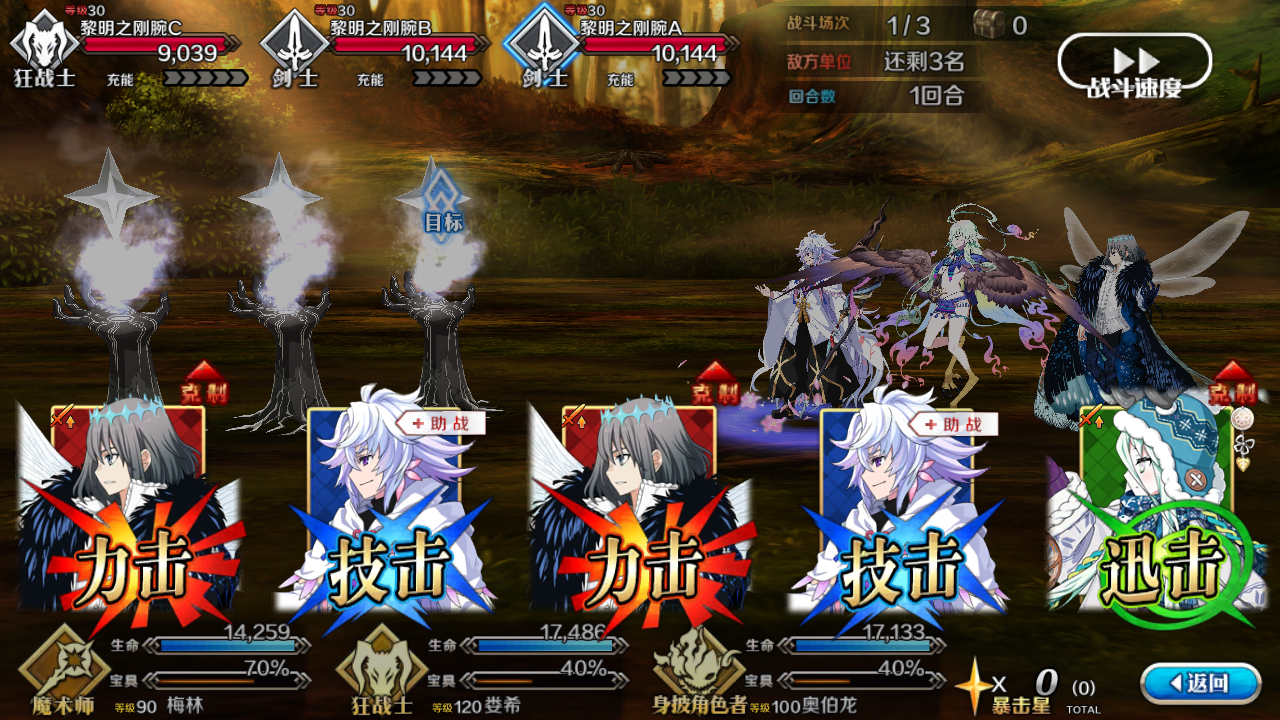 等级30
黎明之刚腕C
9,039
狂战士
充能
等级30
黎明之刚腕B
10,144
剑士
充能
等级30
黎明之刚腕A
10,144
剑士
充能
战斗场次 1/3
0
敌方单位 还剩3名
回合数 1回合
战斗速度
目标
克制
克制
克制
+助战
+助战
力击
技击
力击
技击
迅击
生命 14,259
宝具 70%
魔术师 等级90 梅林
生命 17,486
宝具 40%
狂战士 等级120 娄希
生命 17,133
宝具 40%
身披角色者 等级100 奥伯龙
X 0 (0)
暴击星 TOTAL
返回